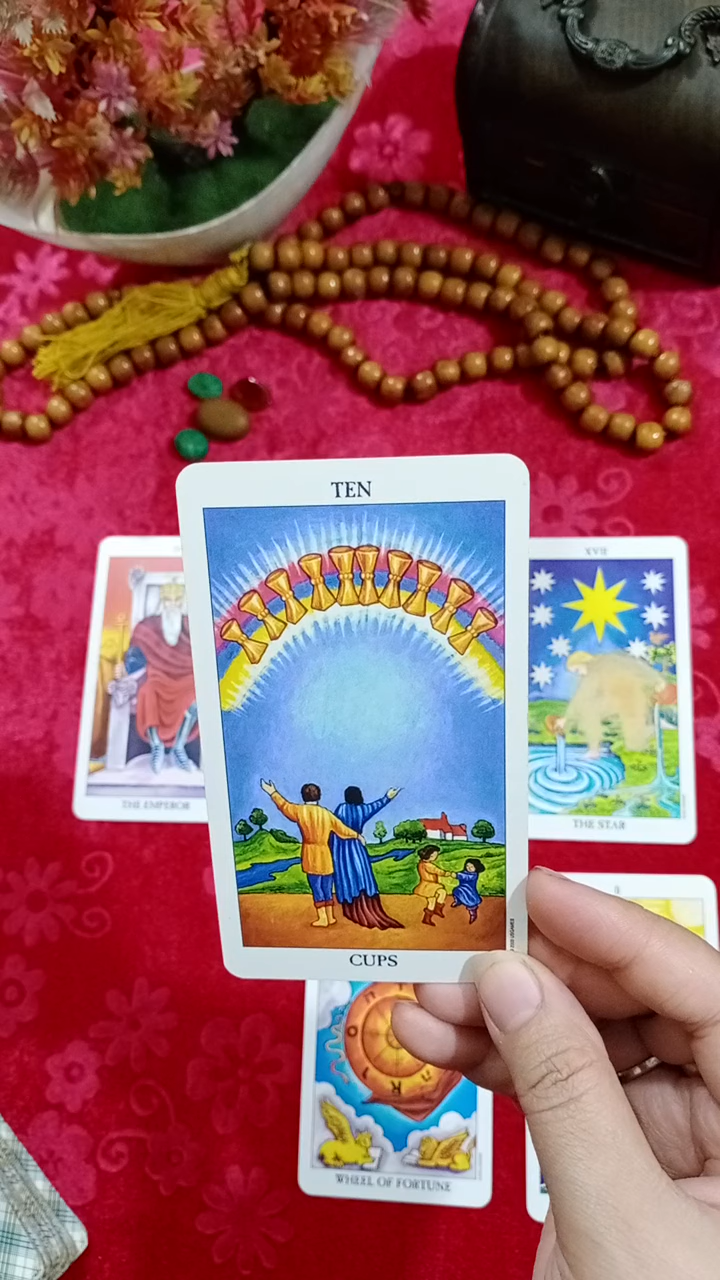 TEN
XVII
THE EMPEROR
THE STAR
CUPS
WHEEL OF FORTUNE